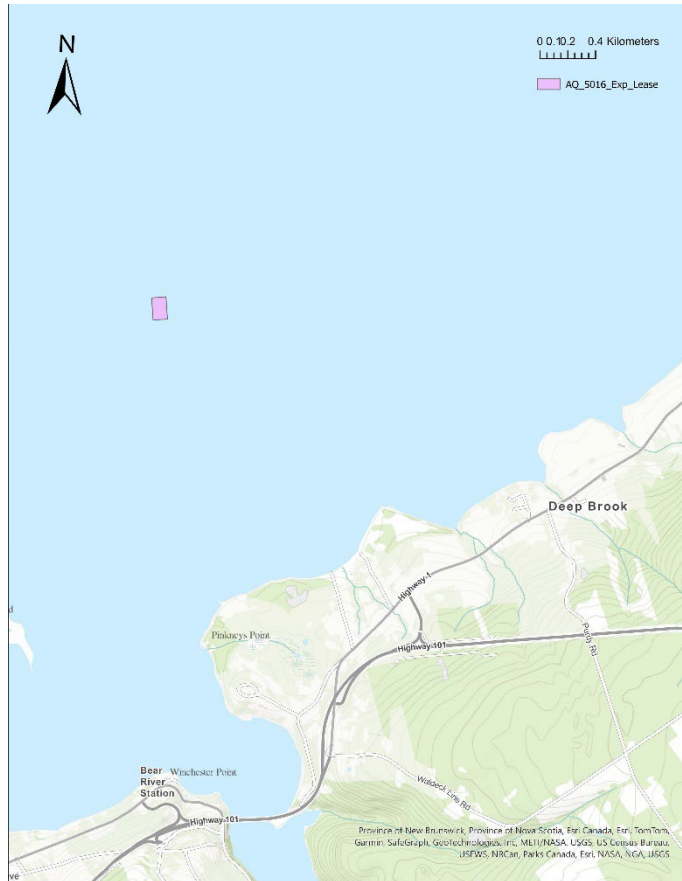 N
0 0.10.2 0.4 Kilometers
AQ_5016_Exp_Lease
Deep Brook
Highway 1
Pinkneys Point
Highway 101
Purdy Rd
Bear
River
Station
Winchester Point
Waldeck Line Rd
Highway 101
Province of New Brunswick, Province of Nova Scotia, Esri Canada, Esri, TomTom,
Garmin, SafeGraph, GeoTechnologies, Inc, METI/NASA, USGS, US Census Bureau,
USFWS, NRCan, Parks Canada, Esri, NASA, NGA, USGS